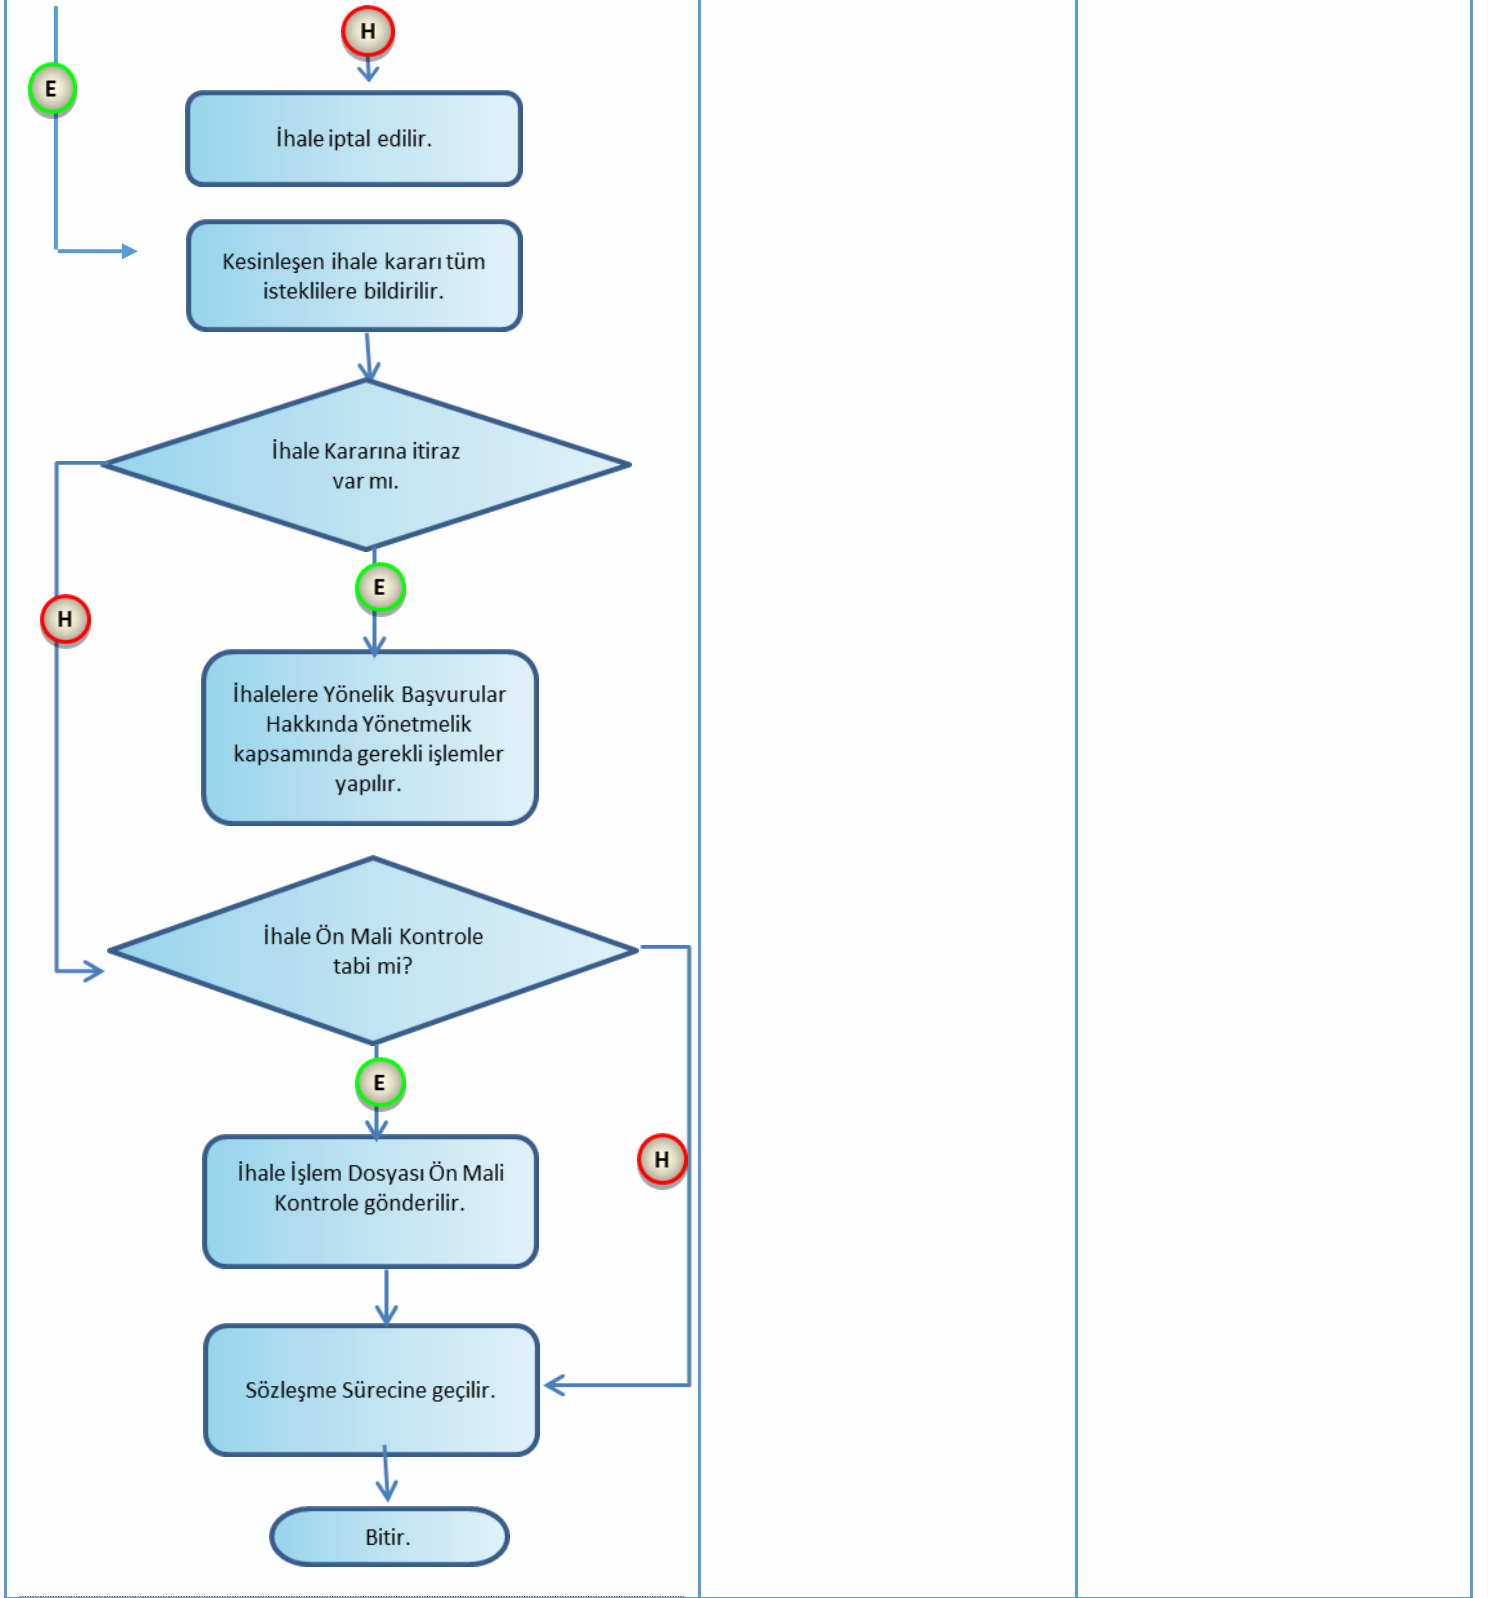 H
E
İhale iptal edilir.
Kesinleşen ihale kararı tüm
isteklilere bildirilir.
İhale Kararına itiraz
var mı.
E
H
İhalelere Yönelik Başvurular
Hakkında Yönetmelik
kapsamında gerekli işlemler
yapılır.
İhale Ön Mali Kontrole
tabi mi?
E
H
İhale İşlem Dosyası Ön Mali
Kontrole gönderilir.
Sözleşme Sürecine geçilir.
Bitir.